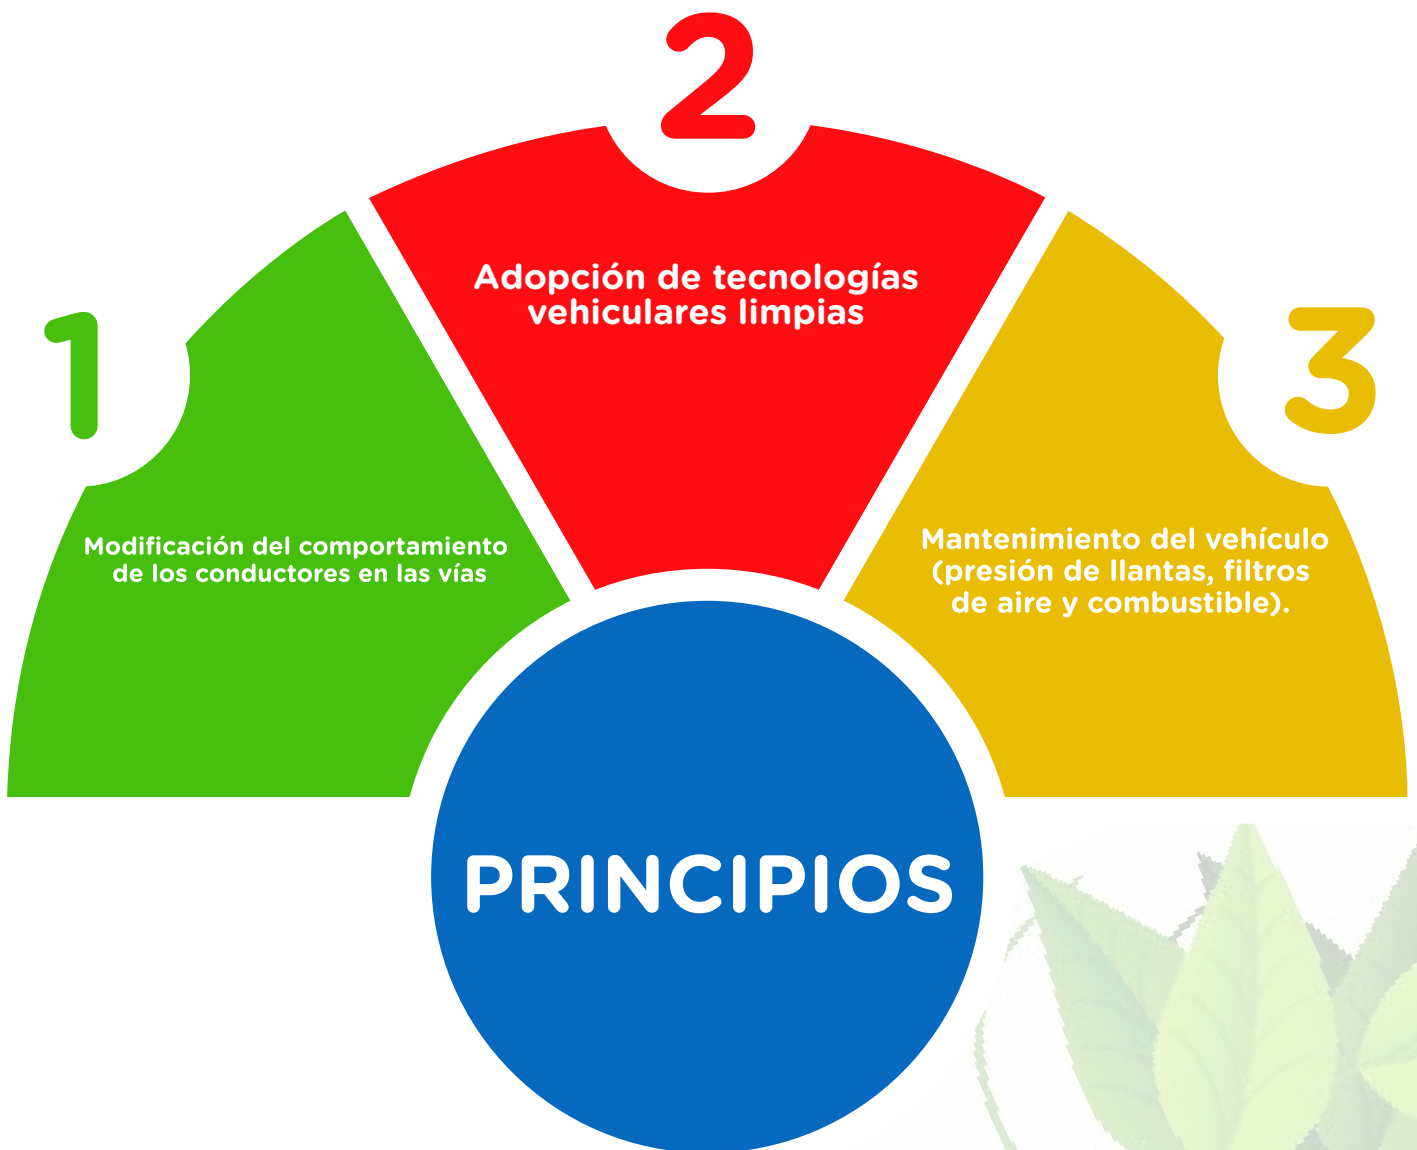 1
Modificación del comportamiento
de los conductores en las vías
2
Adopción de tecnologías
vehiculares limpias
3
Mantenimiento del vehículo
(presión de llantas, filtros
de aire y combustible).
PRINCIPIOS